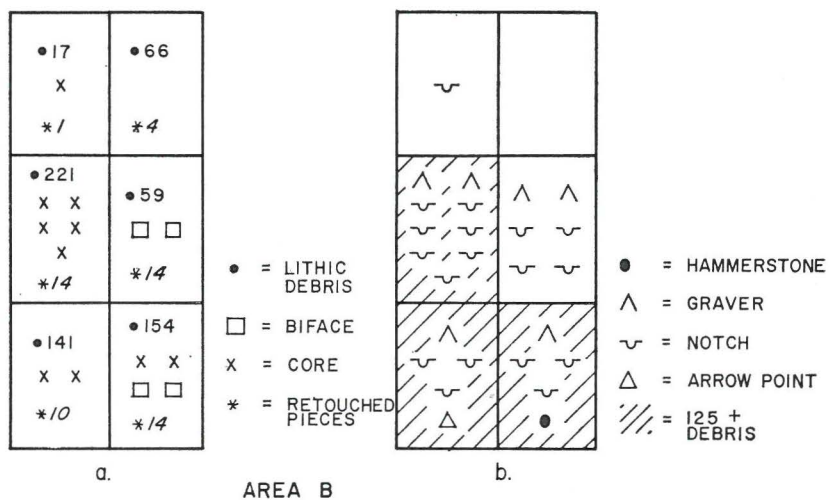 •17
•66
x
*1
*4
•221
•59
x x
x x
x
*14
*14
•141
•154
x x
x x
*10
*14
a.
• = LITHIC
DEBRIS
□ = BIFACE
x = CORE
* = RETOUCHED
PIECES
b.
= HAMMERSTONE
= GRAVER
= NOTCH
= ARROW POINT
= 125 +
DEBRIS
AREA B